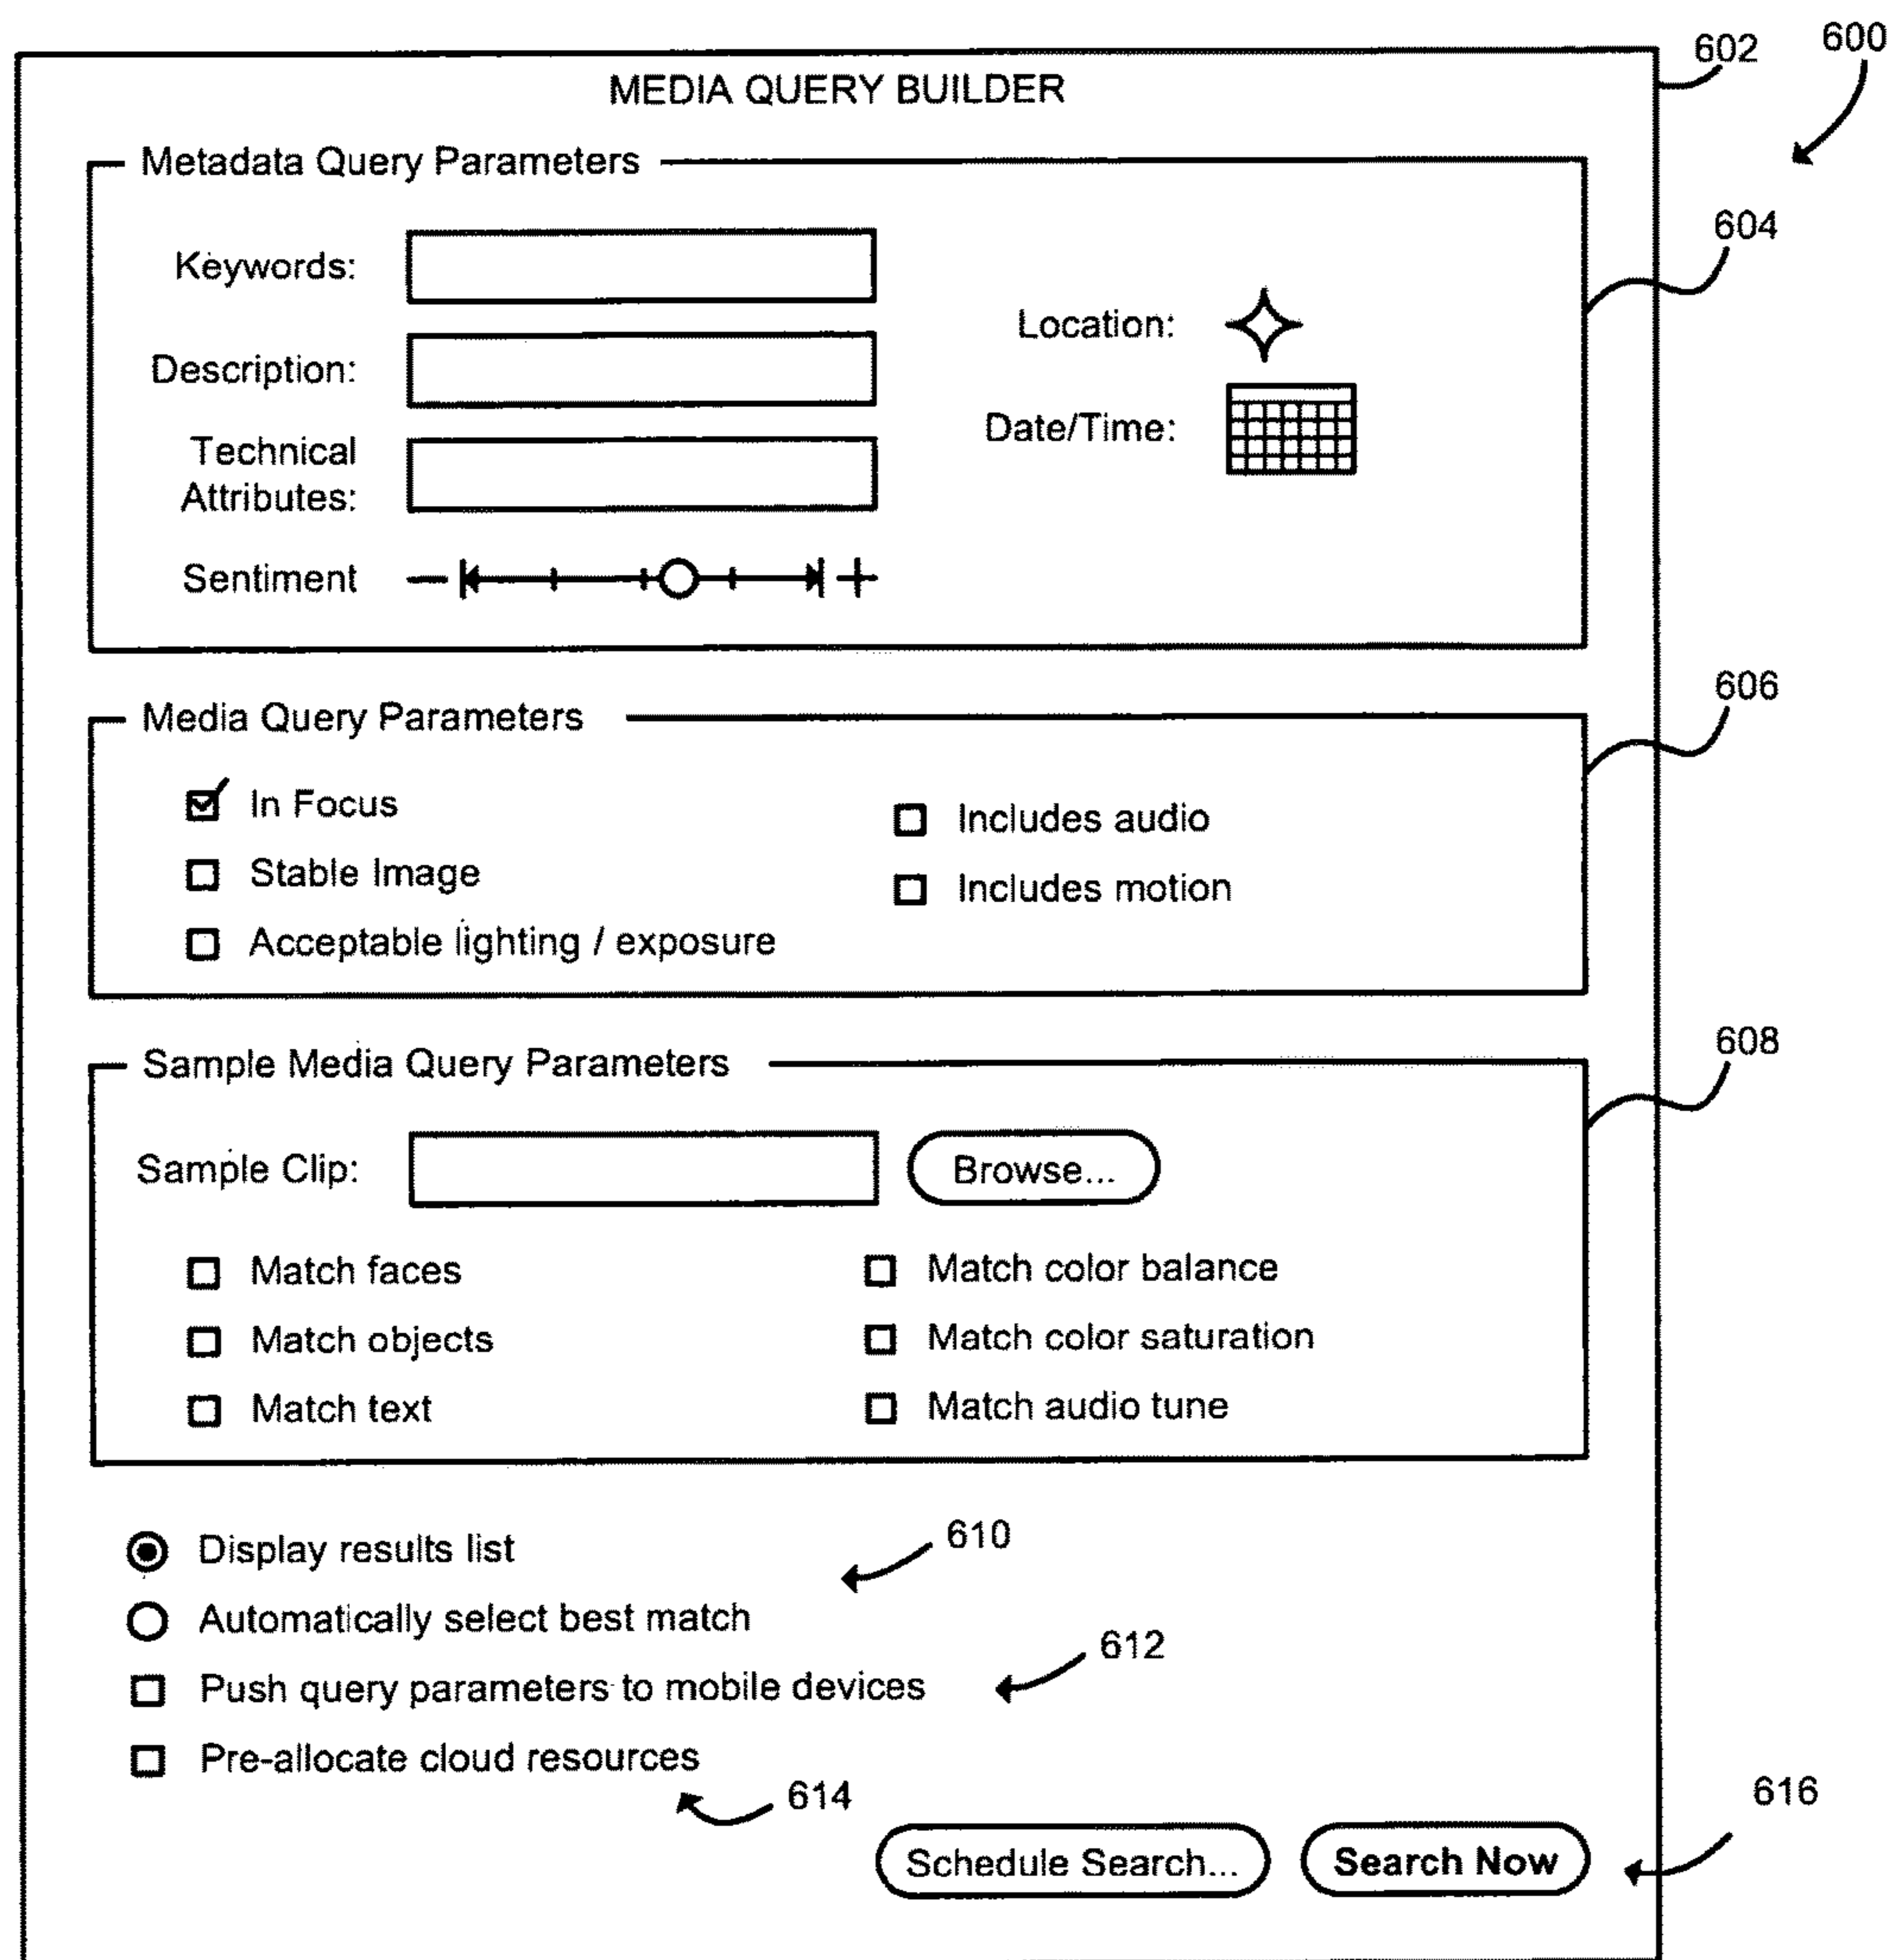 600
602
MEDIA QUERY BUILDER
Metadata Query Parameters
604
Keywords:
Location:
Description:
Date/Time:
Technical
Attributes:
Sentiment
606
Media Query Parameters
In Focus
Includes audio
Stable Image
Includes motion
Acceptable lighting / exposure
608
Sample Media Query Parameters
Sample Clip:
Browse...
Match faces
Match color balance
Match objects
Match color saturation
Match text
Match audio tune
Display results list
610
Automatically select best match
612
Push query parameters to mobile devices
Pre-allocate cloud resources
614
616
Schedule Search...
Search Now